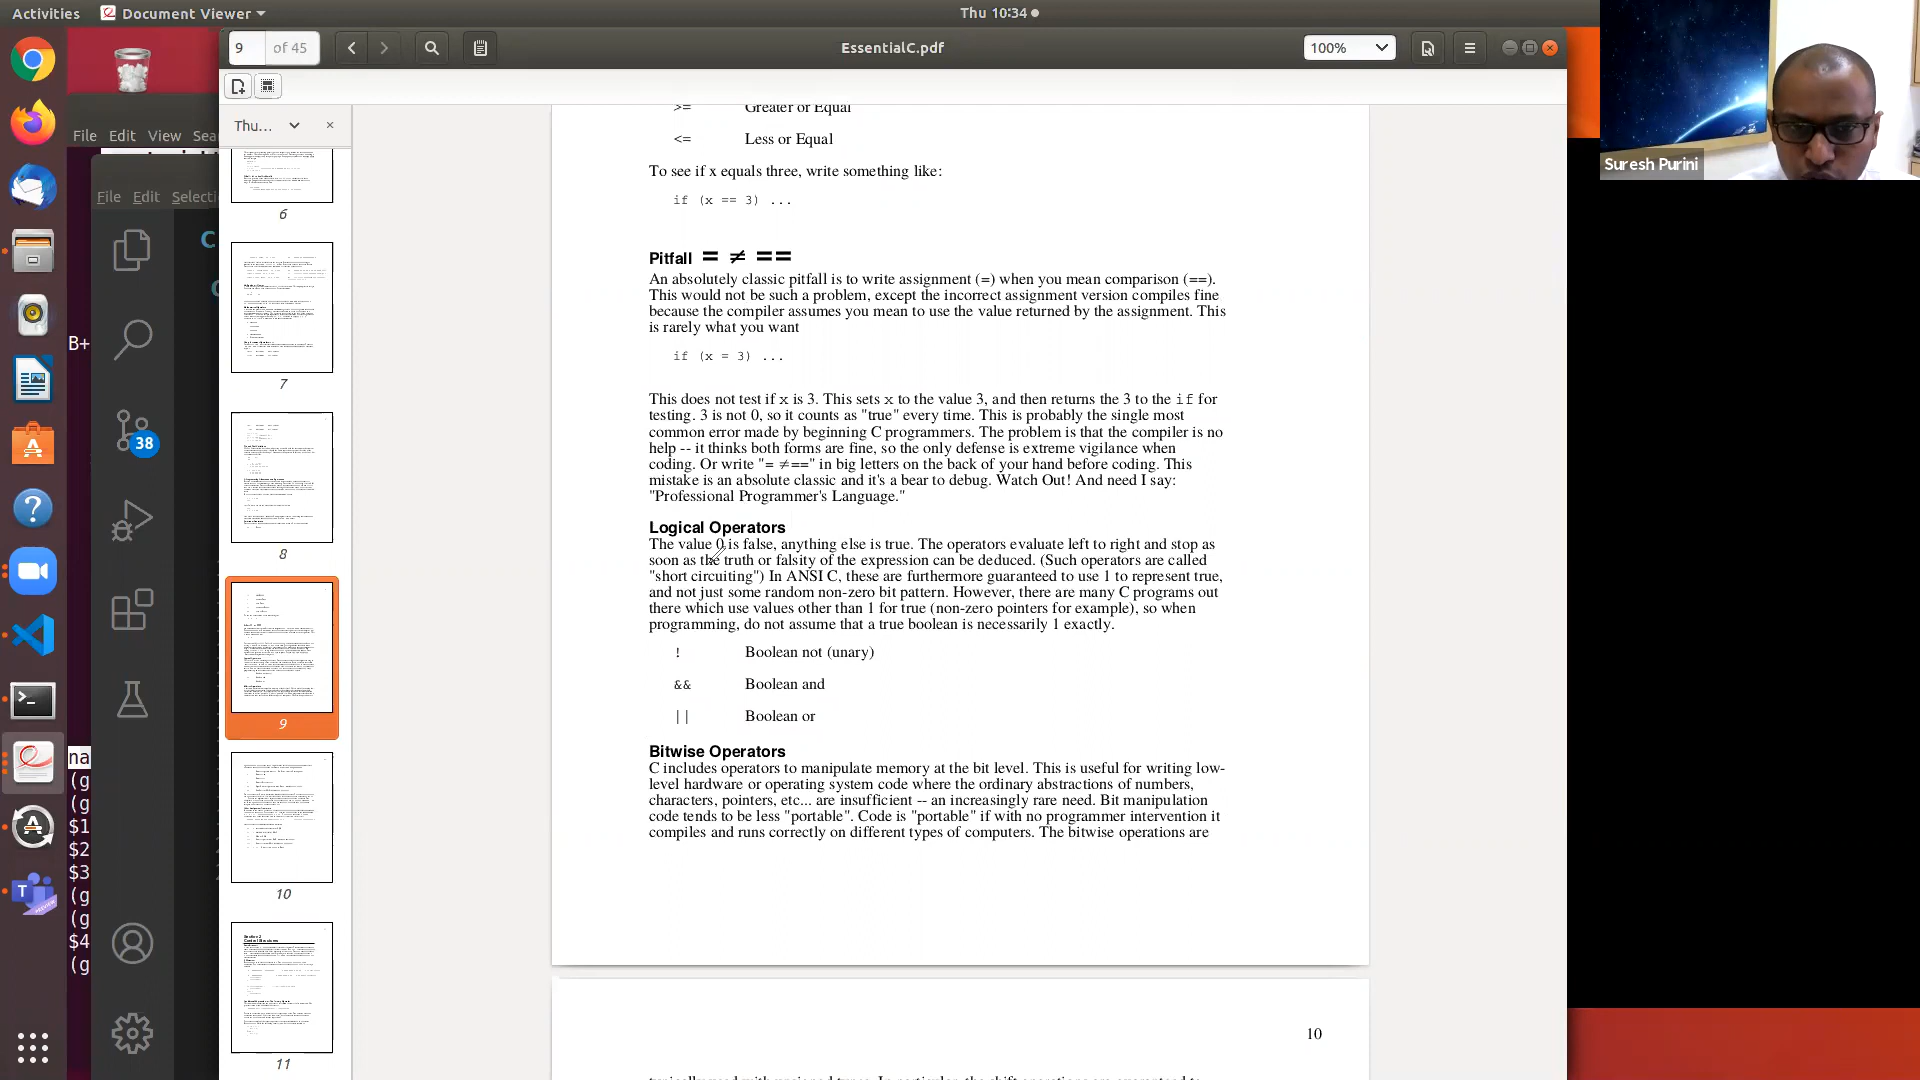 Activities
Document Viewer
Thu 10:34
9
of 45
EssentialC.pdf
100%
Suresh Purini
File Edit View Sea
Thu...
File Edit Selecti
C
B+
38
na
(g
(g
$1
$2
$3
(g
(g
$4
(g
6
7
8
9
10
11
>= Greater or Equal
<= Less or Equal
To see if x equals three, write something like:
if (x == 3) ...
Pitfall = ≠ ==
An absolutely classic pitfall is to write assignment (=) when you mean comparison (==).
This would not be such a problem, except the incorrect assignment version compiles fine
because the compiler assumes you mean to use the value returned by the assignment. This
is rarely what you want
if (x = 3) ...
This does not test if x is 3. This sets x to the value 3, and then returns the 3 to the if for
testing. 3 is not 0, so it counts as "true" every time. This is probably the single most
common error made by beginning C programmers. The problem is that the compiler is no
help -- it thinks both forms are fine, so the only defense is extreme vigilance when
coding. Or write "= ≠==" in big letters on the back of your hand before coding. This
mistake is an absolute classic and it's a bear to debug. Watch Out! And need I say:
"Professional Programmer's Language."
Logical Operators
The value 0 is false, anything else is true. The operators evaluate left to right and stop as
soon as the truth or falsity of the expression can be deduced. (Such operators are called
"short circuiting") In ANSI C, these are furthermore guaranteed to use 1 to represent true,
and not just some random non-zero bit pattern. However, there are many C programs out
there which use values other than 1 for true (non-zero pointers for example), so when
programming, do not assume that a true boolean is necessarily 1 exactly.
! Boolean not (unary)
&& Boolean and
|| Boolean or
Bitwise Operators
C includes operators to manipulate memory at the bit level. This is useful for writing low-
level hardware or operating system code where the ordinary abstractions of numbers,
characters, pointers, etc... are insufficient -- an increasingly rare need. Bit manipulation
code tends to be less "portable". Code is "portable" if with no programmer intervention it
compiles and runs correctly on different types of computers. The bitwise operations are
10